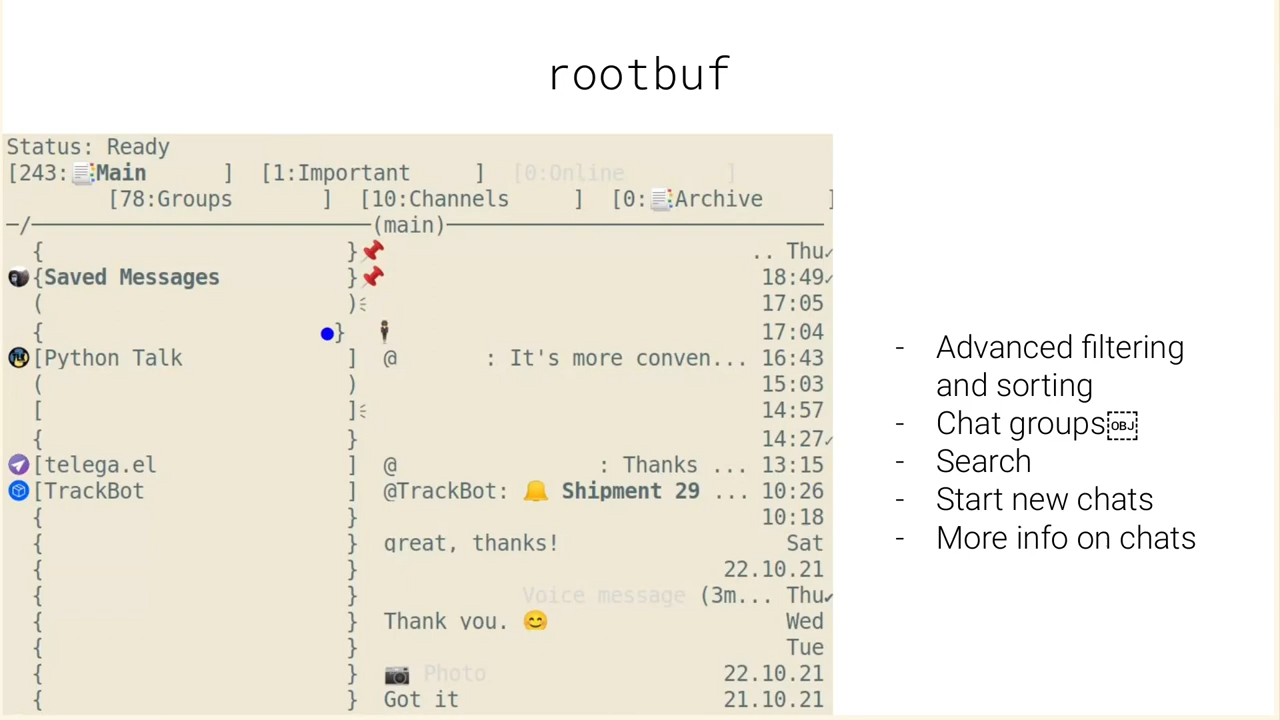 rootbuf
Status: Ready
[243:📑Main ] [1:Important ] [0:Online ]
[78:Groups ] [10:Channels ] [0:📑Archive ]
─/────(main)────
{ }📌 .. Thu✓
{Saved Messages }📌 18:49✓
( ) 17:05
{ ●} 🕴 17:04
[Python Talk ] @ : It's more conven... 16:43
( ) 15:03
[ ] 14:57
{ } 14:27✓
[telega.el ] @ : Thanks ... 13:15
[TrackBot ] @TrackBot: 🔔 Shipment 29 ... 10:26
{ } 10:18
{ } great, thanks! Sat
{ } 22.10.21
{ } Voice message (3m... Thu✓
{ } Thank you. 😊 Wed
{ } Tue
{ } 📷 Photo 22.10.21
{ } Got it 21.10.21
- Advanced filtering
and sorting
- Chat groups￼
- Search
- Start new chats
- More info on chats